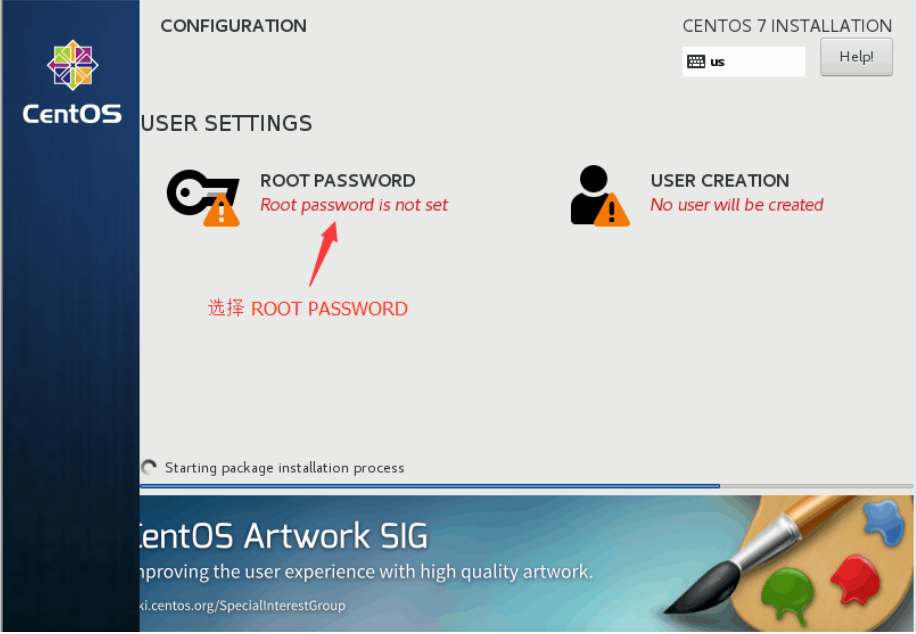 CONFIGURATION
CENTOS 7 INSTALLATION
us
Help!
CentOS
USER SETTINGS
ROOT PASSWORD
Root password is not set
USER CREATION
No user will be created
选择 ROOT PASSWORD
Starting package installation process
CentOS Artwork SIG
mproving the user experience with high quality artwork.
ki.centos.org/SpecialInterestGroup